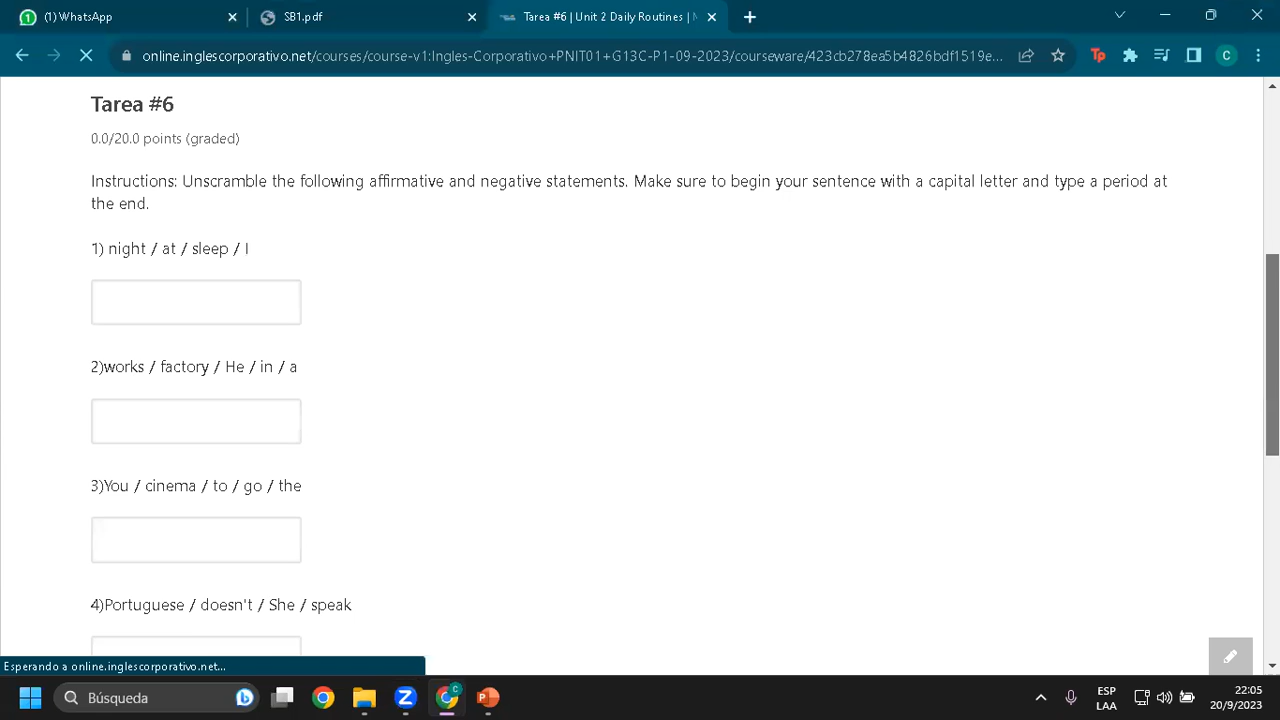 (1) WhatsApp
SB1.pdf
Tarea #6 | Unit 2 Daily Routines |
online.inglescorporativo.net/courses/course-v1:Ingles-Corporativo+PNIT01+G13C-P1-09-2023/courseware/423cb278ea5b4826bdf1519e...
Tp
C
Tarea #6
0.0/20.0 points (graded)
Instructions: Unscramble the following affirmative and negative statements. Make sure to begin your sentence with a capital letter and type a period at
the end.
1) night / at / sleep / I
2)works / factory / He / in / a
3)You / cinema / to / go / the
4)Portuguese / doesn't / She / speak
Esperando a online.inglescorporativo.net...
Búsqueda
C
ESP
LAA
22:05
20/9/2023